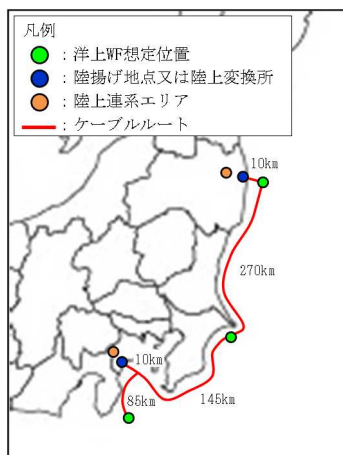 凡例
：洋上WF想定位置
：陸揚げ地点又は陸上変換所
：陸上連系エリア
：ケーブルルート
10km
270km
10km
85km
145km